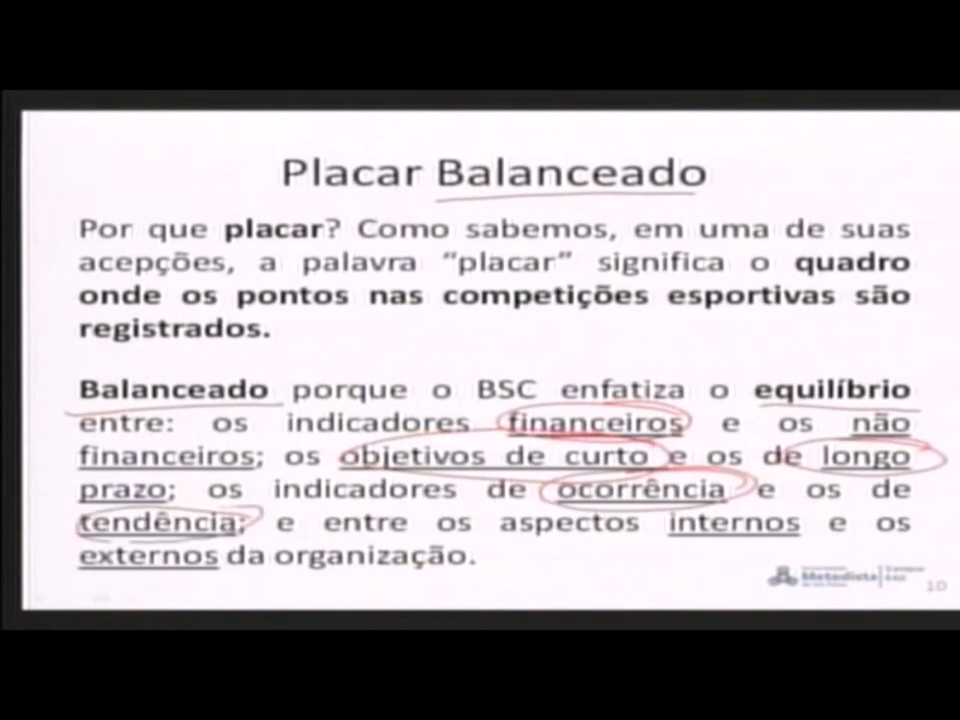 Placar Balanceado
Por que placar? Como sabemos, em uma de suas
acepções, a palavra “placar” significa o quadro
onde os pontos nas competições esportivas são
registrados.
Balanceado porque o BSC enfatiza o equilíbrio
entre: os indicadores financeiros e os não
financeiros; os objetivos de curto e os de longo
prazo; os indicadores de ocorrência e os de
tendência; e entre os aspectos internos e os
externos da organização.
Metodista
10